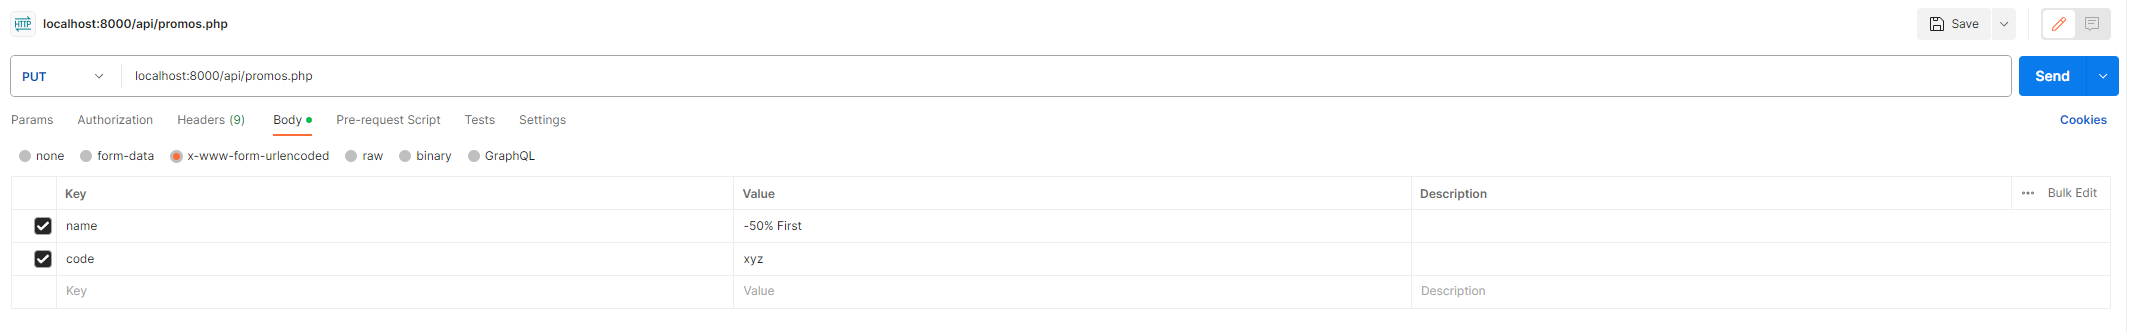 HTTP localhost:8000/api/promos.php Save
PUT localhost:8000/api/promos.php Send
Params Authorization Headers (9) Body Pre-request Script Tests Settings Cookies
none form-data x-www-form-urlencoded raw binary GraphQL
Key Value Description ••• Bulk Edit
name -50% First
code xyz
Key Value Description